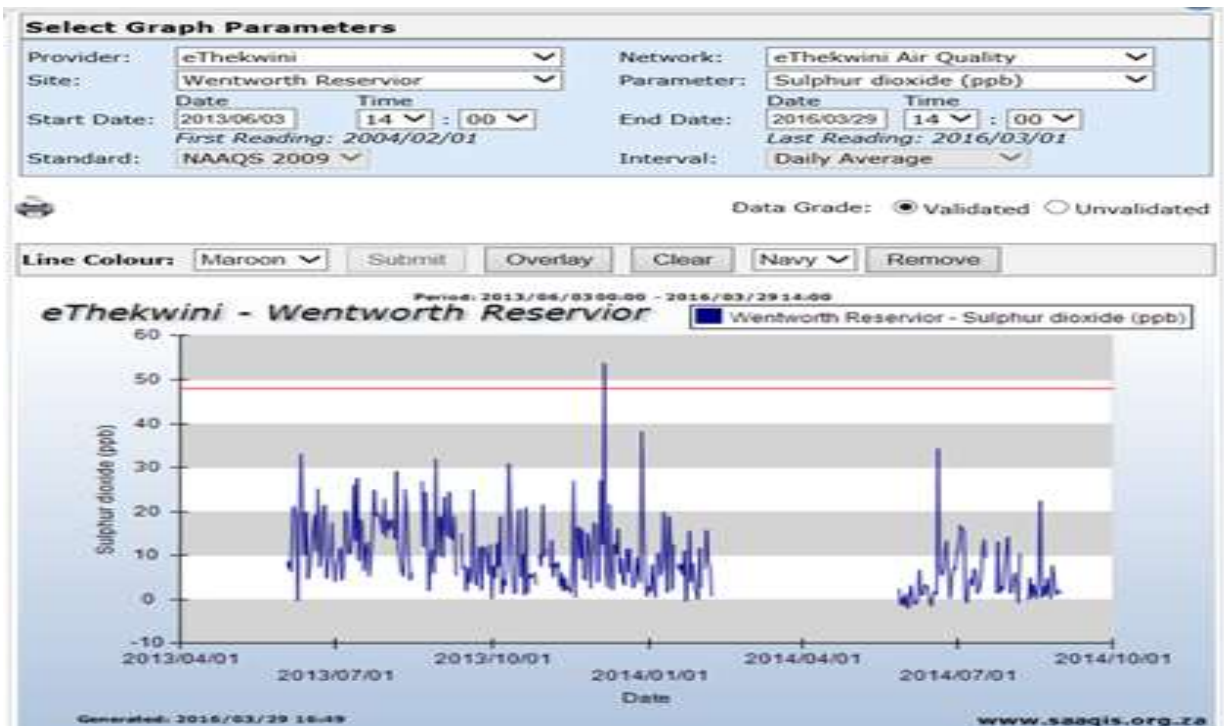 Select Graph Parameters
Provider: eThekwini Network: eThekwini Air Quality
Site: Wentworth Reservior Parameter: Sulphur dioxide (ppb)
Date Time Date Time
Start Date: 2013/06/03 14 : 00 End Date: 2016/03/29 14 : 00
First Reading: 2004/02/01 Last Reading: 2016/03/01
Standard: NAAQS 2009 Interval: Daily Average
Data Grade: Validated Unvalidated
Line Colour: Maroon Submit Overlay Clear Navy Remove
Period: 2013/06/03 00:00 - 2016/03/29 14:00
eThekwini - Wentworth Reservior
Wentworth Reservior - Sulphur dioxide (ppb)
60
50
40
30
20
10
0
-10
Sulphur dioxide (ppb)
2013/04/01 2013/10/01 2014/04/01 2014/10/01
2013/07/01 2014/01/01 2014/07/01
Date
Generated: 2016/03/29 16:49 www.saaqis.org.za